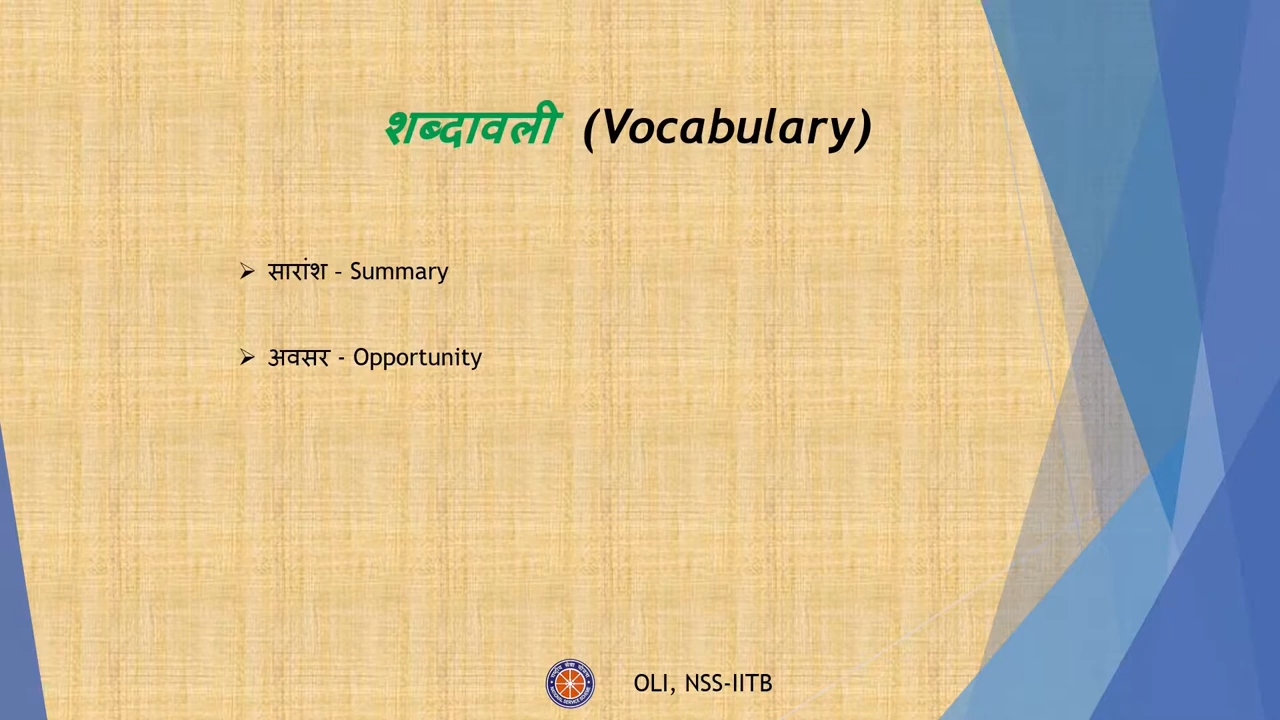 शब्दावली (Vocabulary)
➢ सारांश - Summary
➢ अवसर - Opportunity
OLI, NSS-IITB